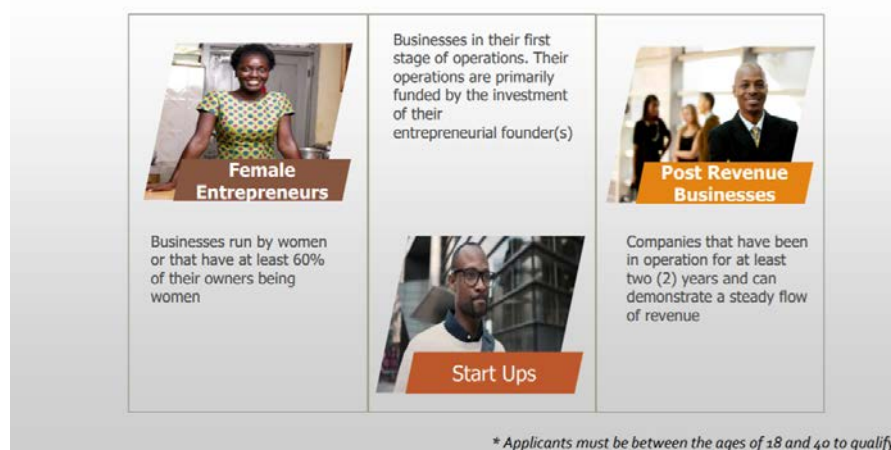 Female
Entrepreneurs
Businesses run by women
or that have at least 60%
of their owners being
women
Businesses in their first
stage of operations. Their
operations are primarily
funded by the investment
of their
entrepreneurial founder(s)
Start Ups
Post Revenue
Businesses
Companies that have been
in operation for at least
two (2) years and can
demonstrate a steady flow
of revenue
* Applicants must be between the ages of 18 and 40 to qualify